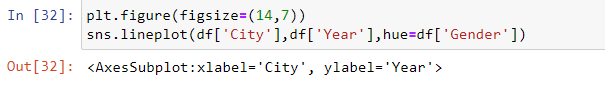 In [32]: plt.figure(figsize=(14,7))
sns.lineplot(df['City'],df['Year'],hue=df['Gender'])
Out[32]: <AxesSubplot:xlabel='City', ylabel='Year'>